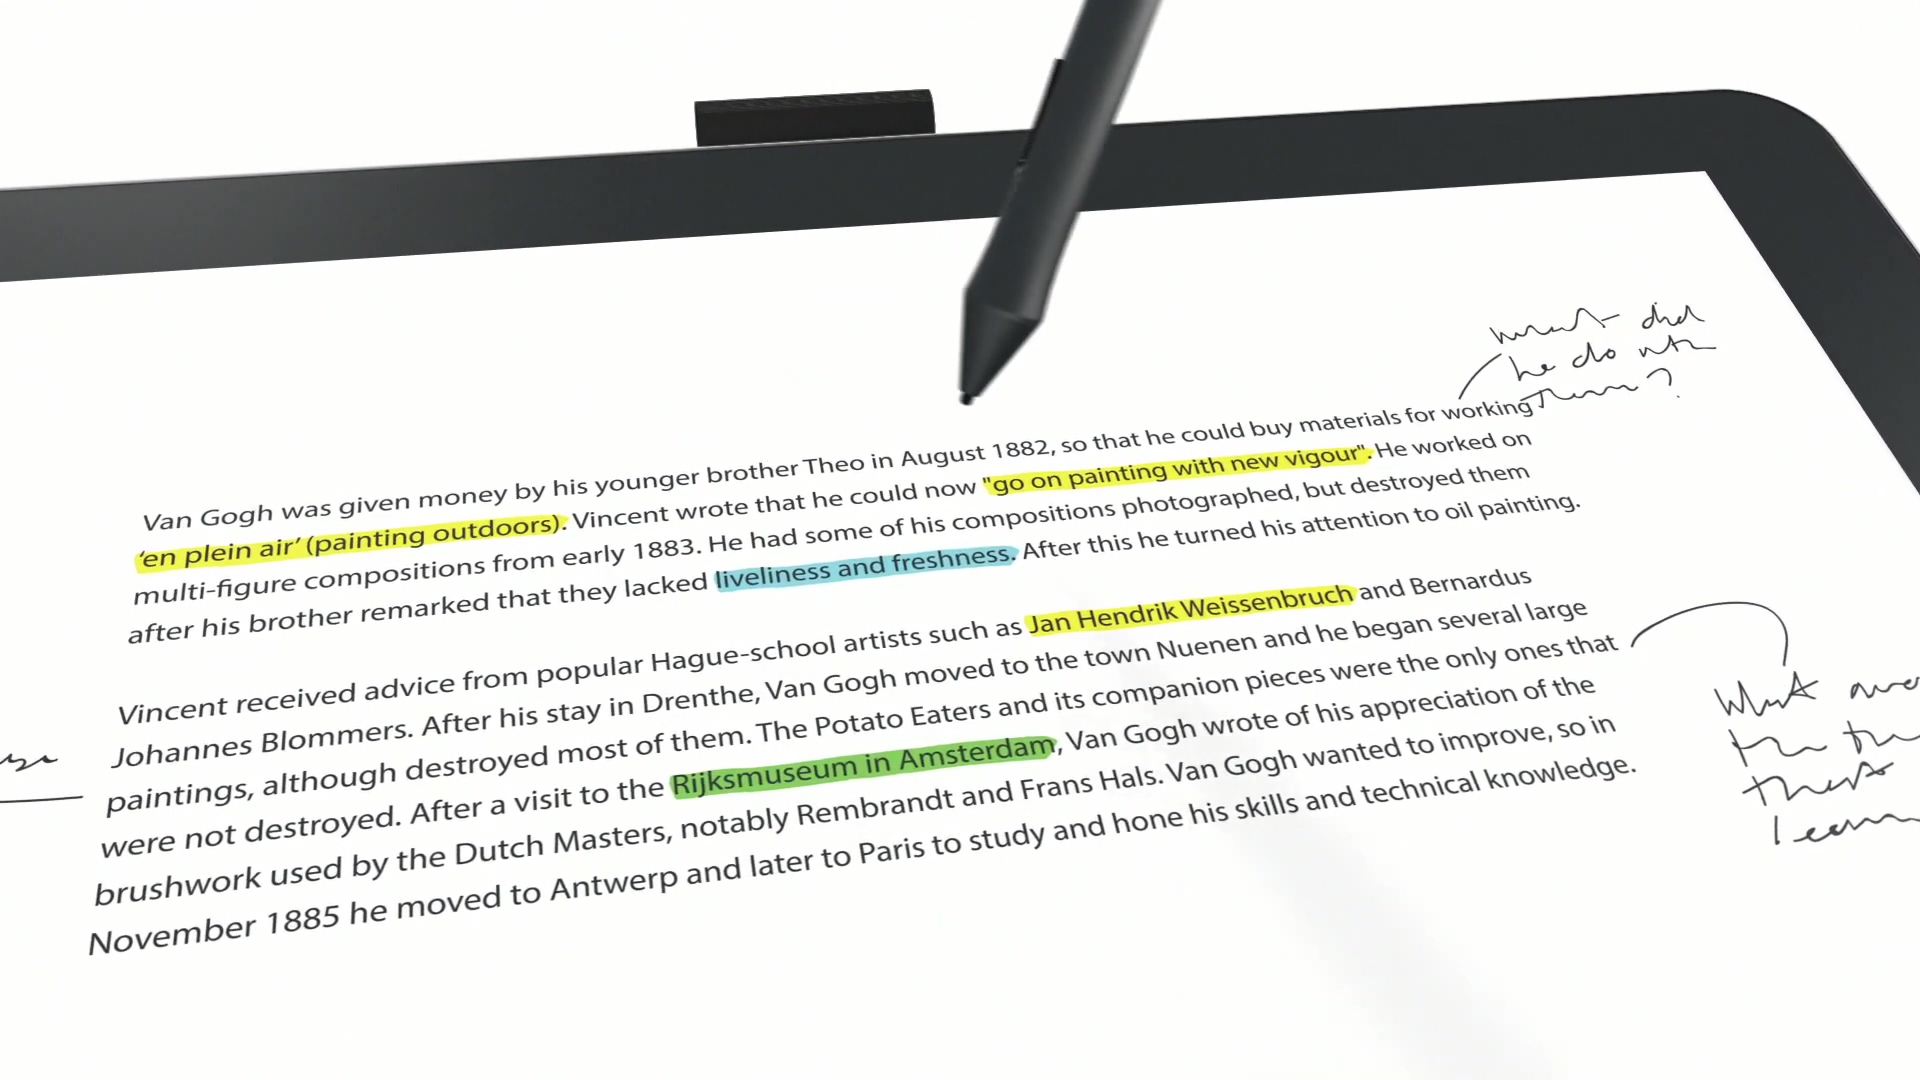 what did
he do with
them?
Van Gogh was given money by his younger brother Theo in August 1882, so that he could buy materials for working
‘en plein air’ (painting outdoors). Vincent wrote that he could now "go on painting with new vigour". He worked on
multi-figure compositions from early 1883. He had some of his compositions photographed, but destroyed them
after his brother remarked that they lacked liveliness and freshness. After this he turned his attention to oil painting.
Vincent received advice from popular Hague-school artists such as Jan Hendrik Weissenbruch and Bernardus
Johannes Blommers. After his stay in Drenthe, Van Gogh moved to the town Nuenen and he began several large
paintings, although destroyed most of them. The Potato Eaters and its companion pieces were the only ones that
were not destroyed. After a visit to the Rijksmuseum in Amsterdam, Van Gogh wrote of his appreciation of the
brushwork used by the Dutch Masters, notably Rembrandt and Frans Hals. Van Gogh wanted to improve, so in
November 1885 he moved to Antwerp and later to Paris to study and hone his skills and technical knowledge.
What
the